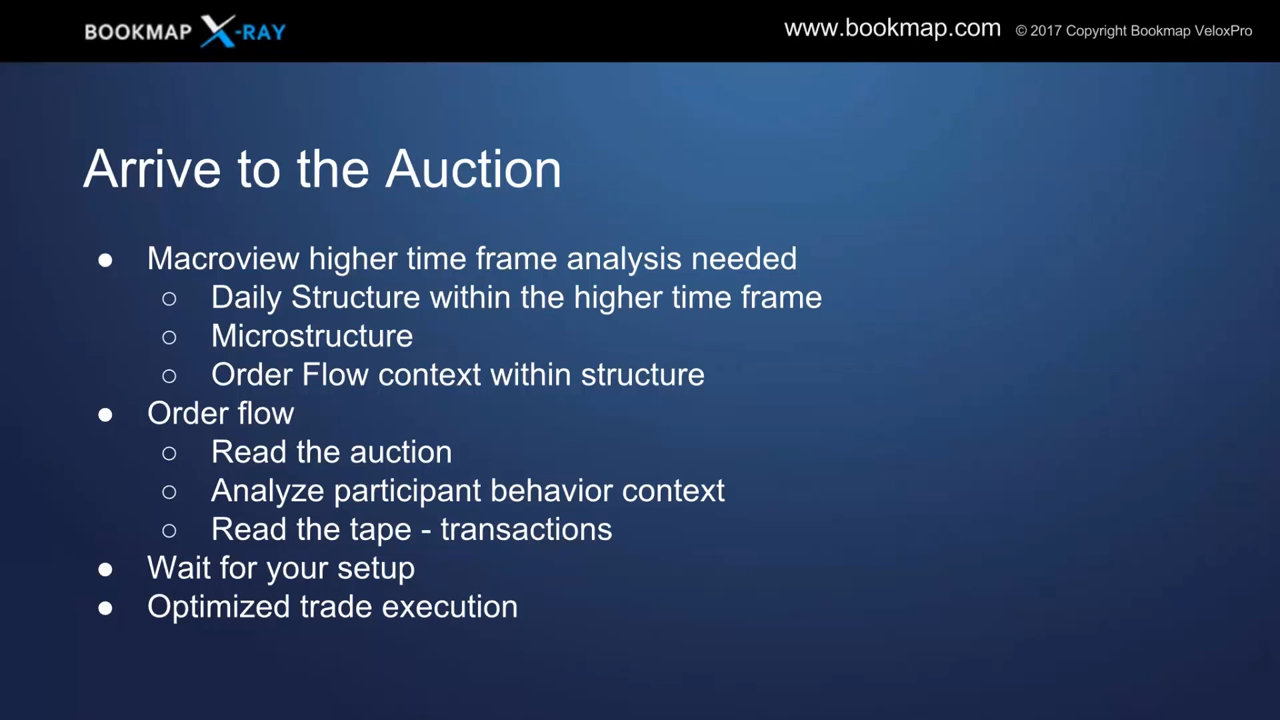 BOOKMAP X-RAY
www.bookmap.com © 2017 Copyright Bookmap VeloxPro
Arrive to the Auction
● Macroview higher time frame analysis needed
○ Daily Structure within the higher time frame
○ Microstructure
○ Order Flow context within structure
● Order flow
○ Read the auction
○ Analyze participant behavior context
○ Read the tape - transactions
● Wait for your setup
● Optimized trade execution